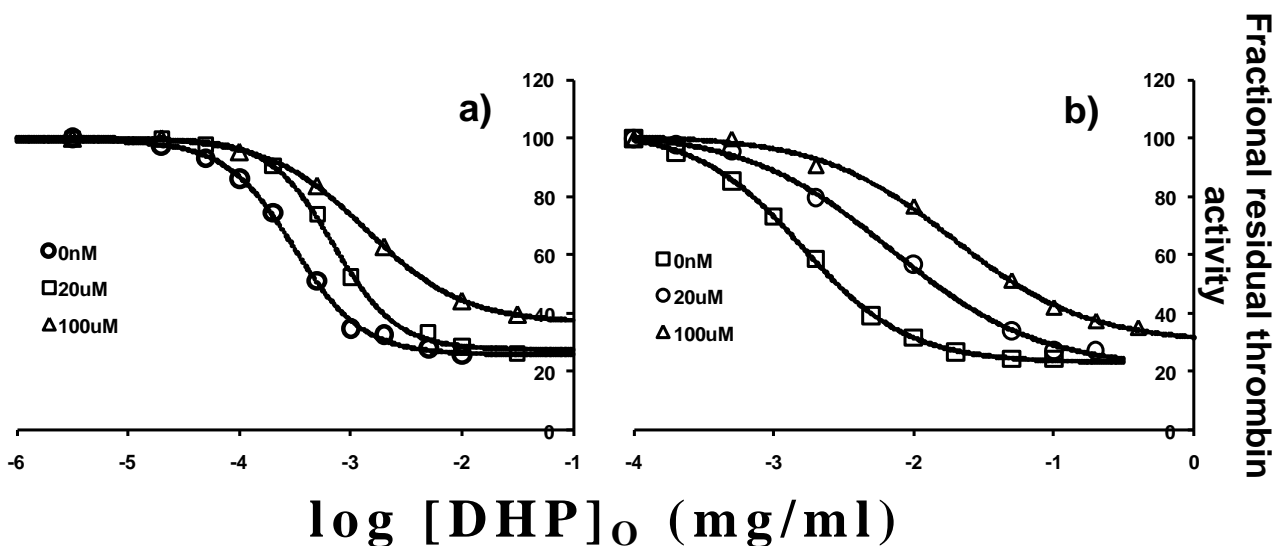 a)
120
100
80
60
40
20
0
0nM
20uM
100uM
-6 -5 -4 -3 -2 -1
b)
120
100
80
60
40
20
0
0nM
20uM
100uM
-4 -3 -2 -1 0
Fractional residual thrombin
activity
log [DHP]O (mg/ml)